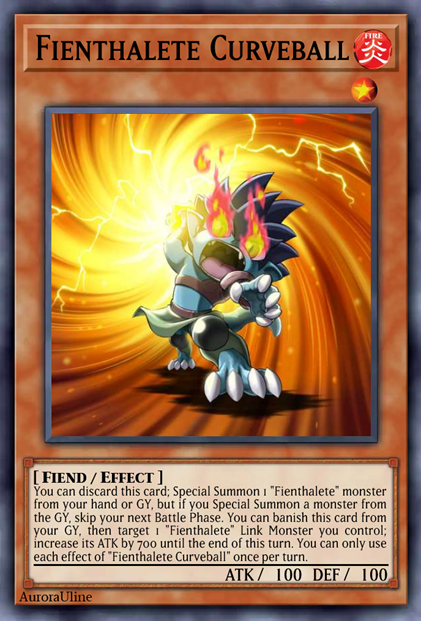 Fienthalete Curveball
FIRE
炎
[ Fiend / Effect ]
You can discard this card; Special Summon 1 "Fienthalete" monster
from your hand or GY, but if you Special Summon a monster from
the GY, skip your next Battle Phase. You can banish this card from
your GY, then target 1 "Fienthalete" Link Monster you control;
increase its ATK by 700 until the end of this turn. You can only use
each effect of "Fienthalete Curveball" once per turn.
ATK / 100 DEF / 100
AuroraUline